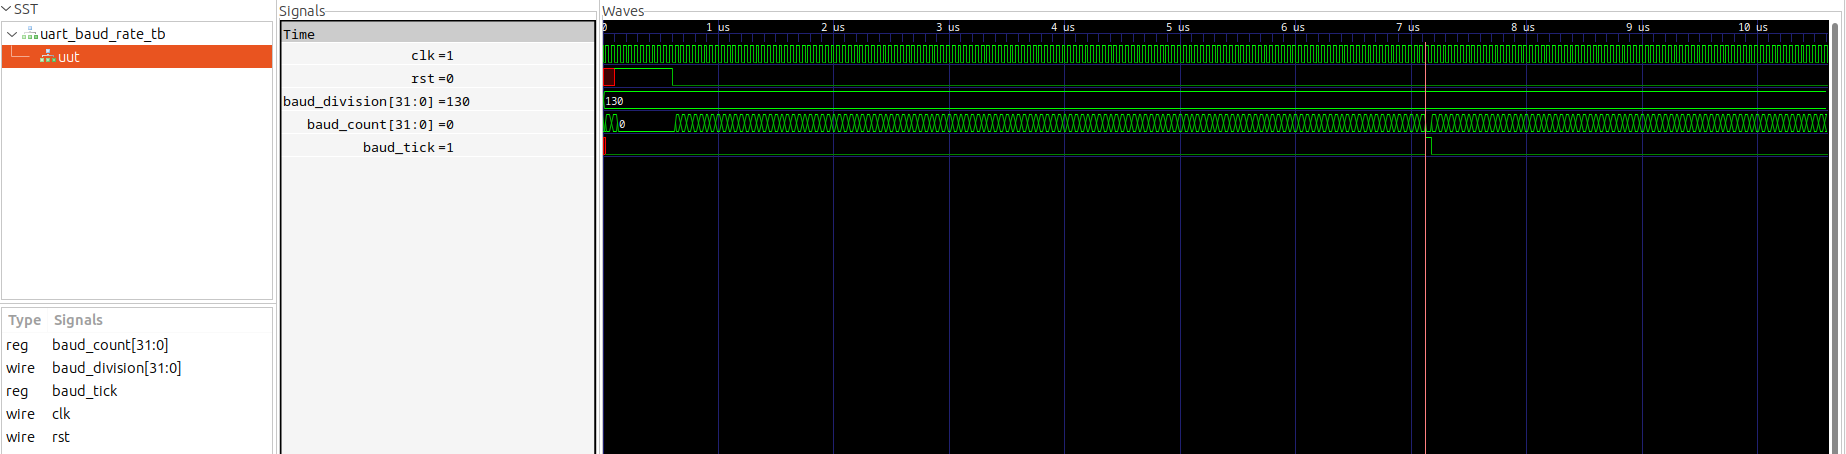 SST
uart_baud_rate_tb
uut
Type Signals
reg baud_count[31:0]
wire baud_division[31:0]
reg baud_tick
wire clk
wire rst
Signals
Time
clk =1
rst =0
baud_division[31:0] =130
baud_count[31:0] =0
baud_tick =1
Waves
0 1 us 2 us 3 us 4 us 5 us 6 us 7 us 8 us 9 us 10 us
130
0